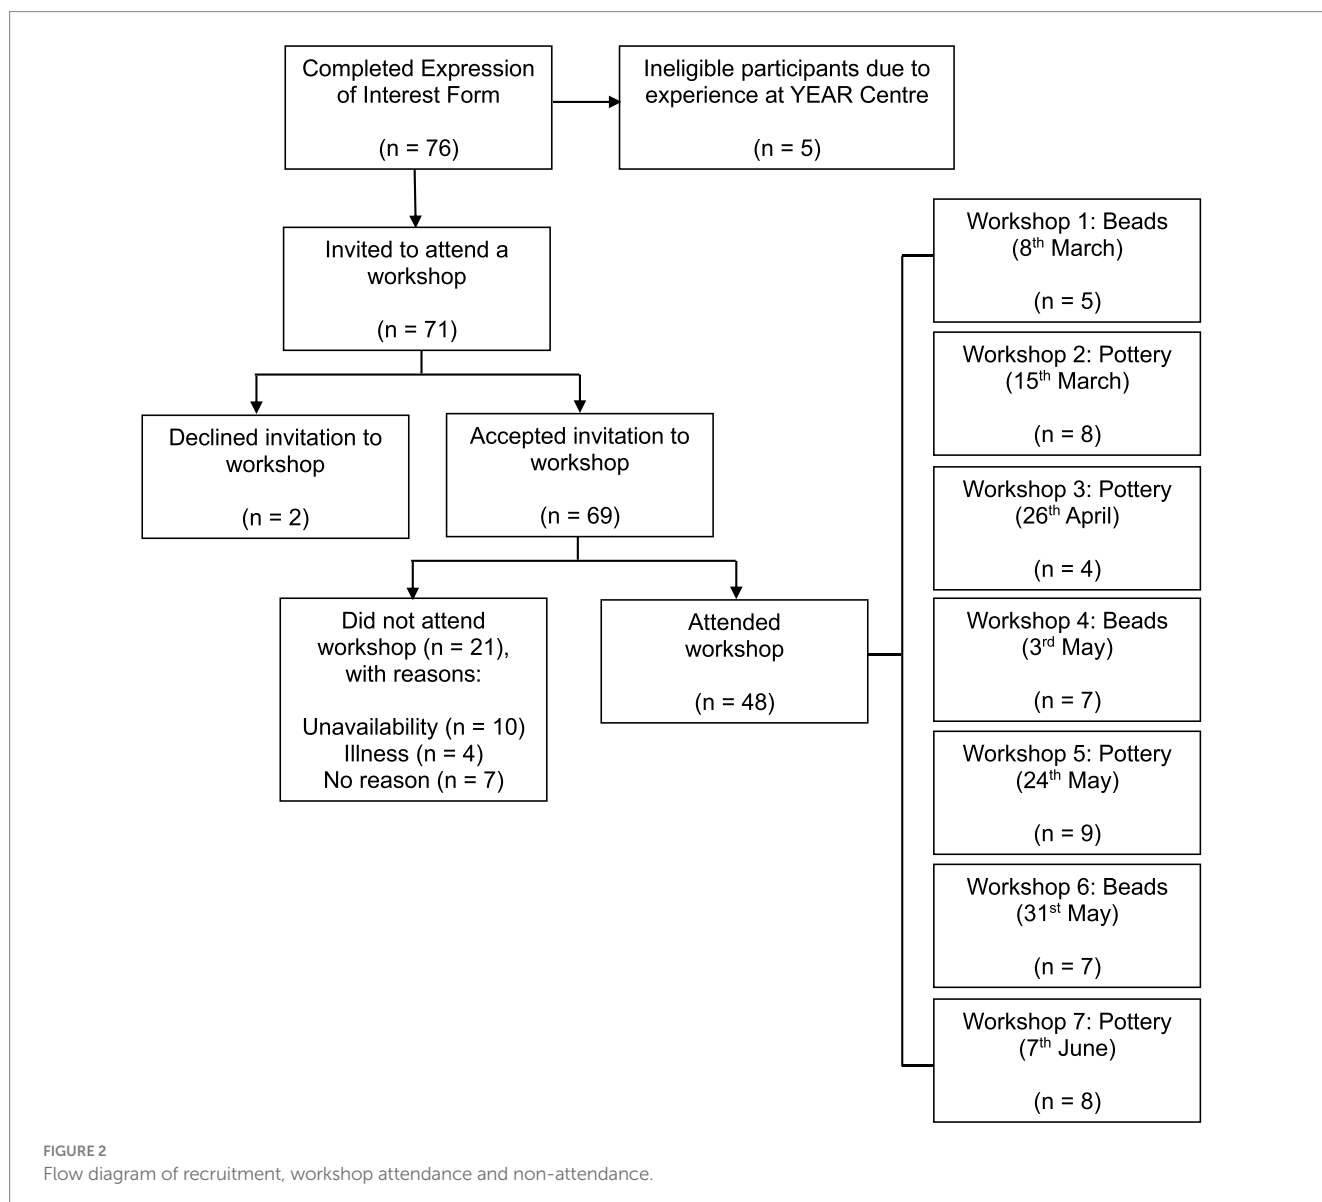 Completed Expression
of Interest Form
(n = 76)
Ineligible participants due to
experience at YEAR Centre
(n = 5)
Invited to attend a
workshop
(n = 71)
Declined invitation to
workshop
(n = 2)
Accepted invitation to
workshop
(n = 69)
Did not attend
workshop (n = 21),
with reasons:
Unavailability (n = 10)
Illness (n = 4)
No reason (n = 7)
Attended
workshop
(n = 48)
Workshop 1: Beads
(8th March)
(n = 5)
Workshop 2: Pottery
(15th March)
(n = 8)
Workshop 3: Pottery
(26th April)
(n = 4)
Workshop 4: Beads
(3rd May)
(n = 7)
Workshop 5: Pottery
(24th May)
(n = 9)
Workshop 6: Beads
(31st May)
(n = 7)
Workshop 7: Pottery
(7th June)
(n = 8)
FIGURE 2
Flow diagram of recruitment, workshop attendance and non-attendance.